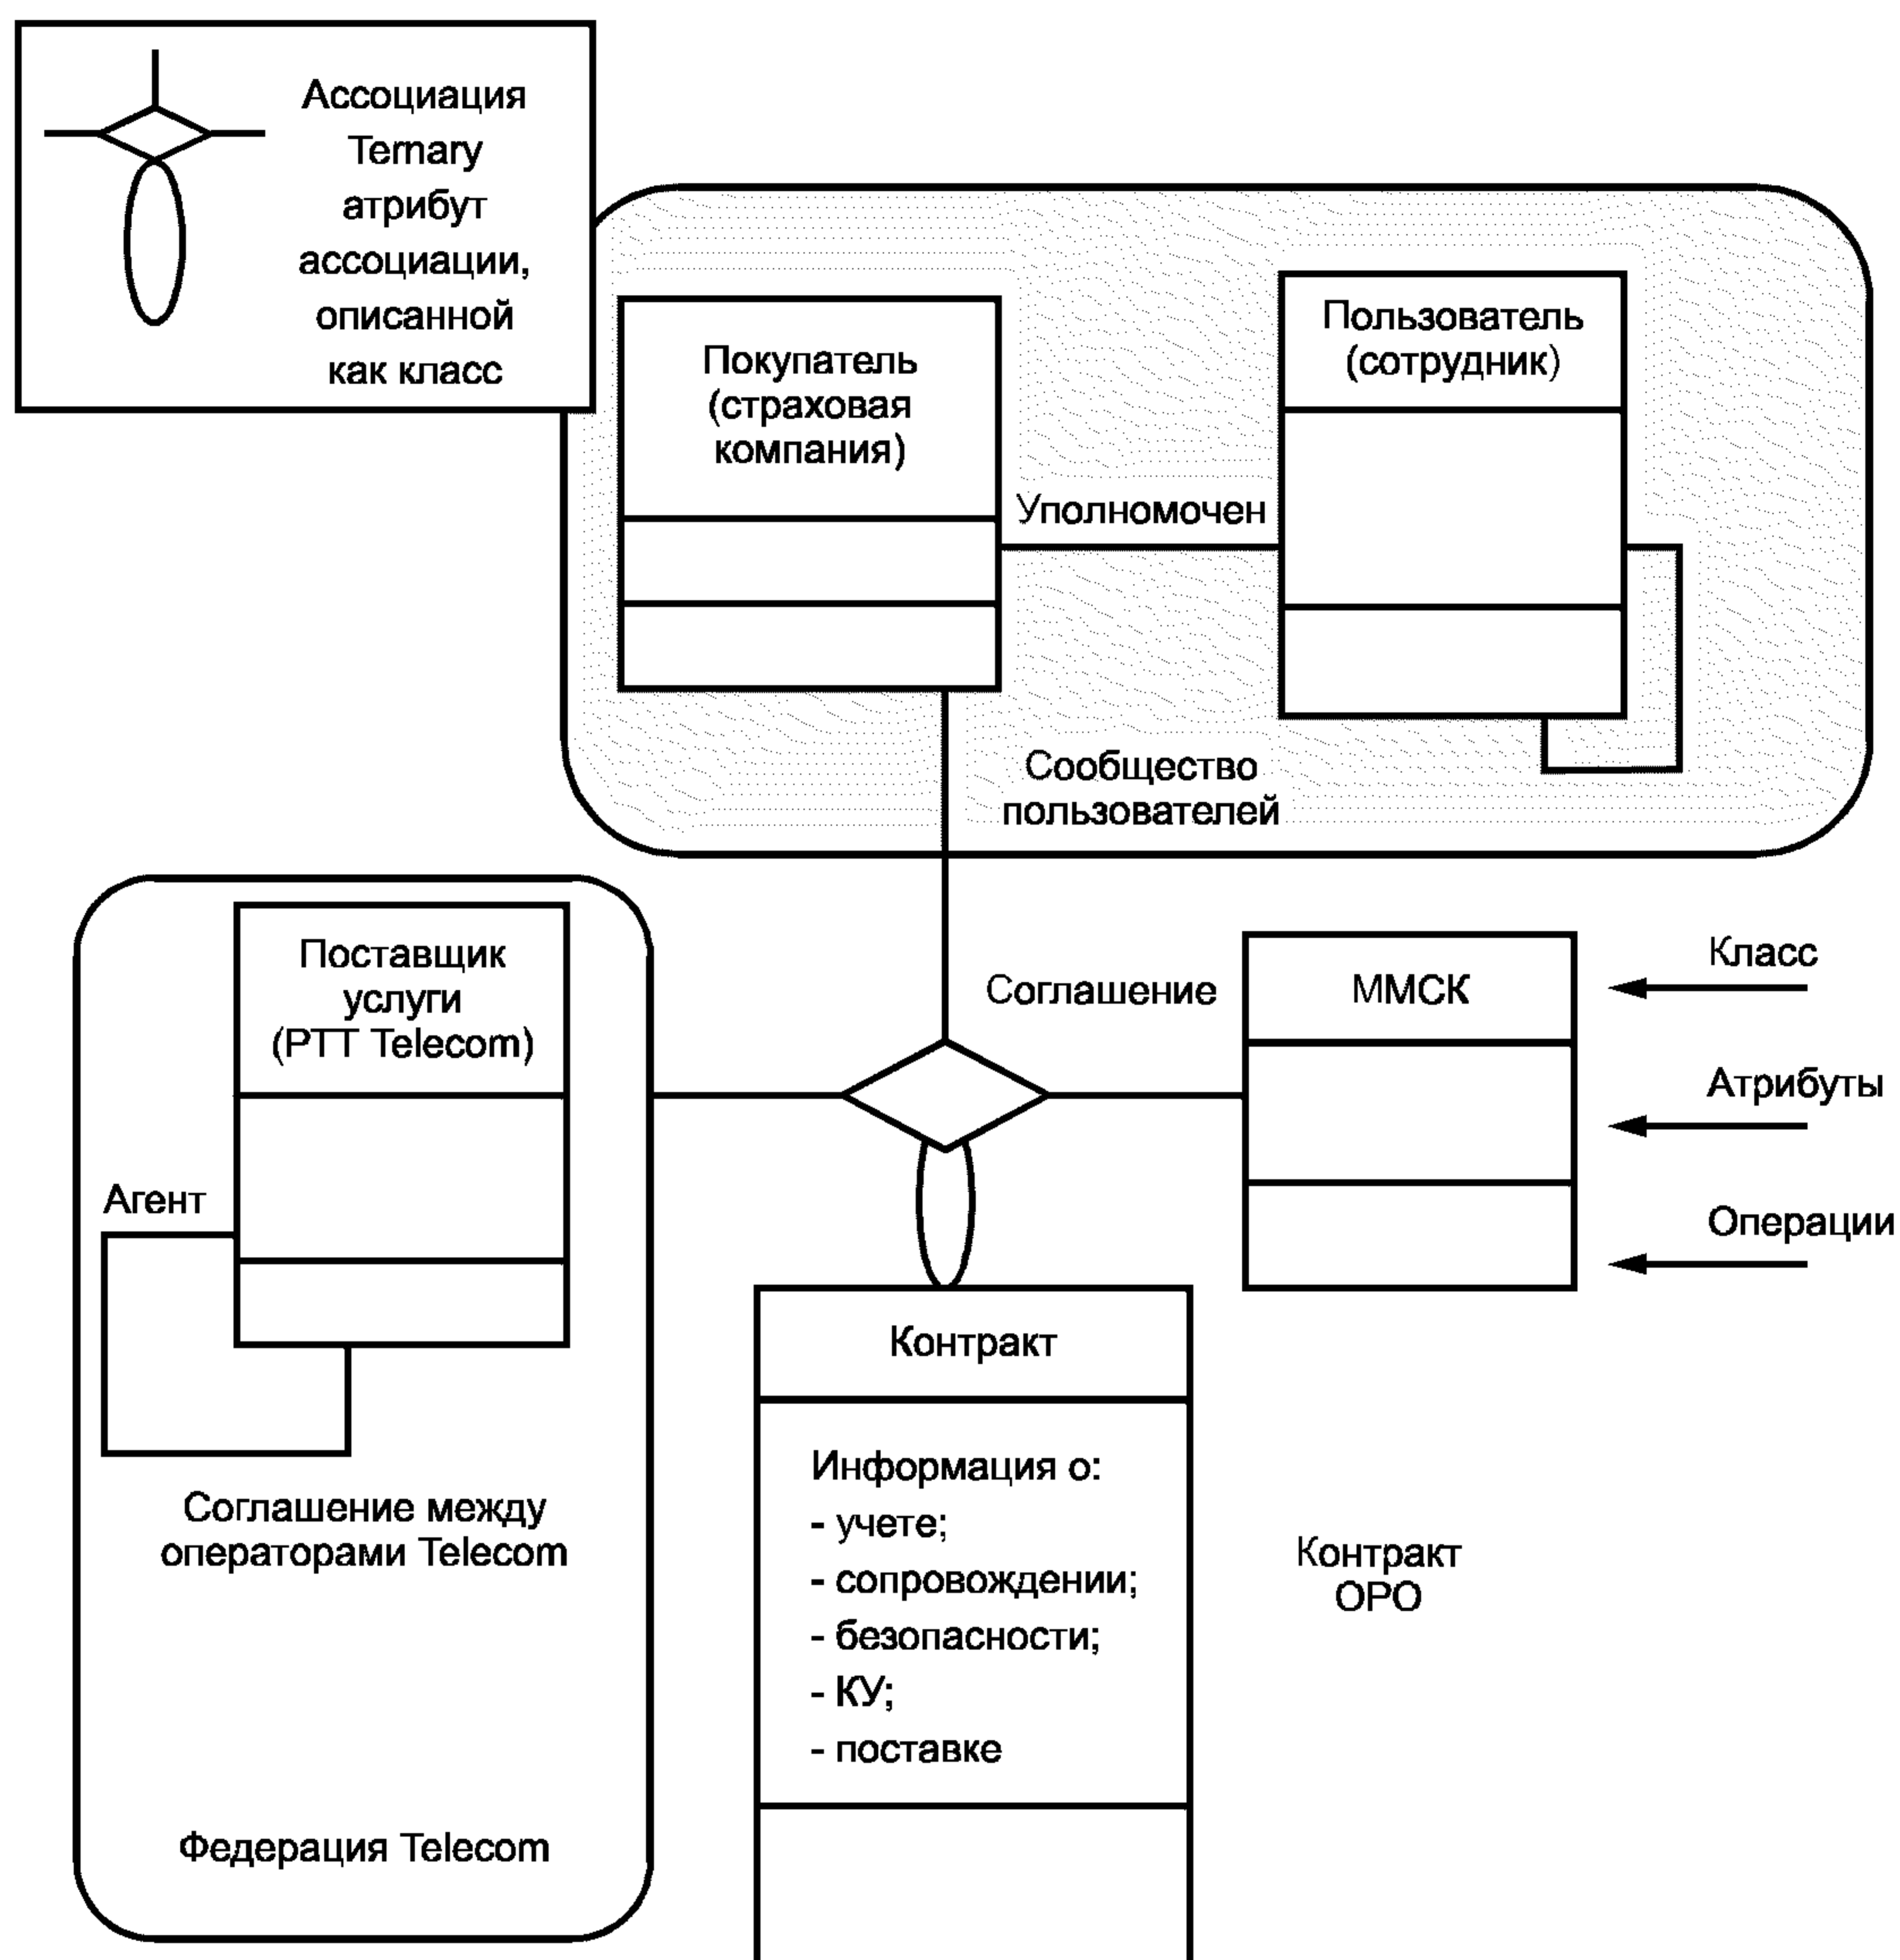 Ассоциация
Ternary
атрибут
ассоциации,
описанной
как класс
Покупатель
(страховая
компания)
Пользователь
(сотрудник)
Уполномочен
Сообщество
пользователей
Поставщик
услуги
(PTT Telecom)
Соглашение
ММСК
Класс
Атрибуты
Операции
Агент
Соглашение между
операторами Telecom
Федерация Telecom
Контракт
Информация о:
- учете;
- сопровождении;
- безопасности;
- КУ;
- поставке
Контракт
ОРО